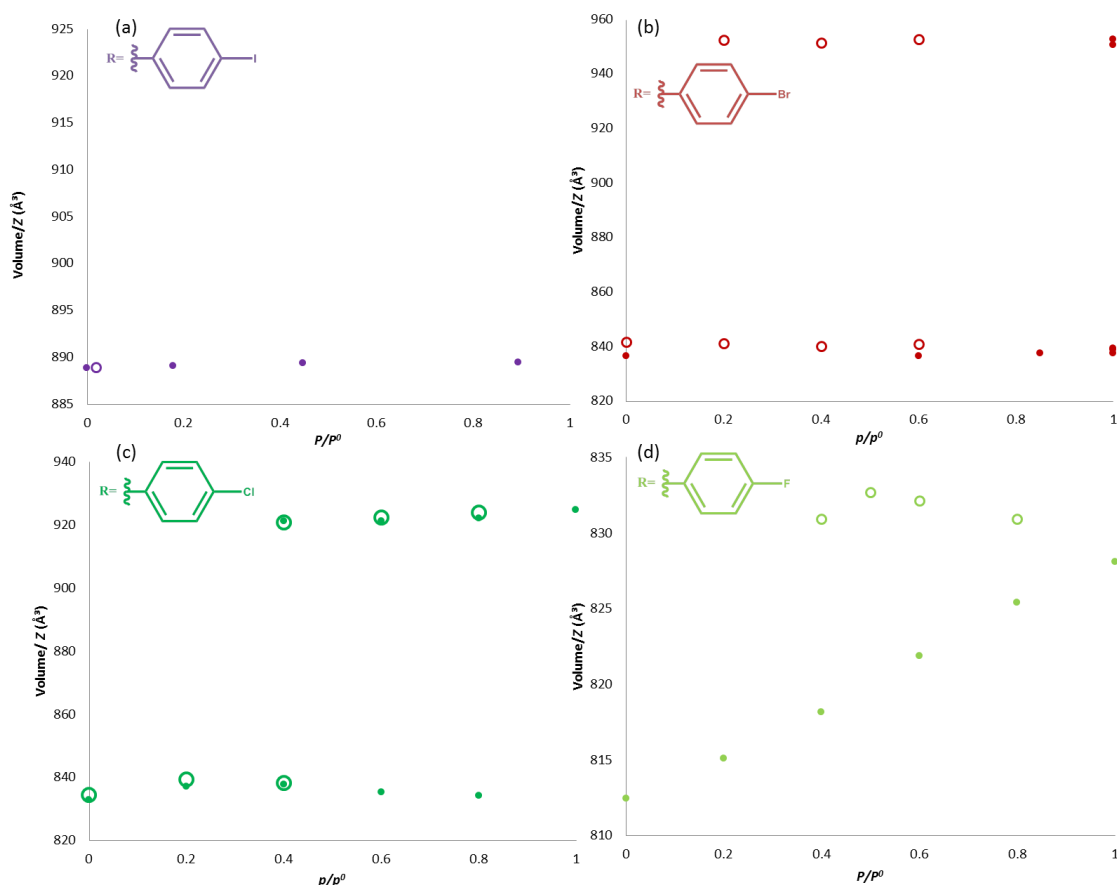 (a)
925
920
915
910
905
900
895
890
885
Volume/Z (Å³)
R=
I
0 0.2 0.4 0.6 0.8 1
P/P⁰
(b)
960
940
920
900
880
860
840
820
Volume/Z (Å³)
R=
Br
0 0.2 0.4 0.6 0.8 1
p/p⁰
(c)
940
920
900
880
860
840
820
Volume/ Z (Å³)
R=
Cl
0 0.2 0.4 0.6 0.8 1
p/p⁰
(d)
835
830
825
820
815
810
Volume/Z (Å³)
R=
F
0 0.2 0.4 0.6 0.8 1
P/P⁰